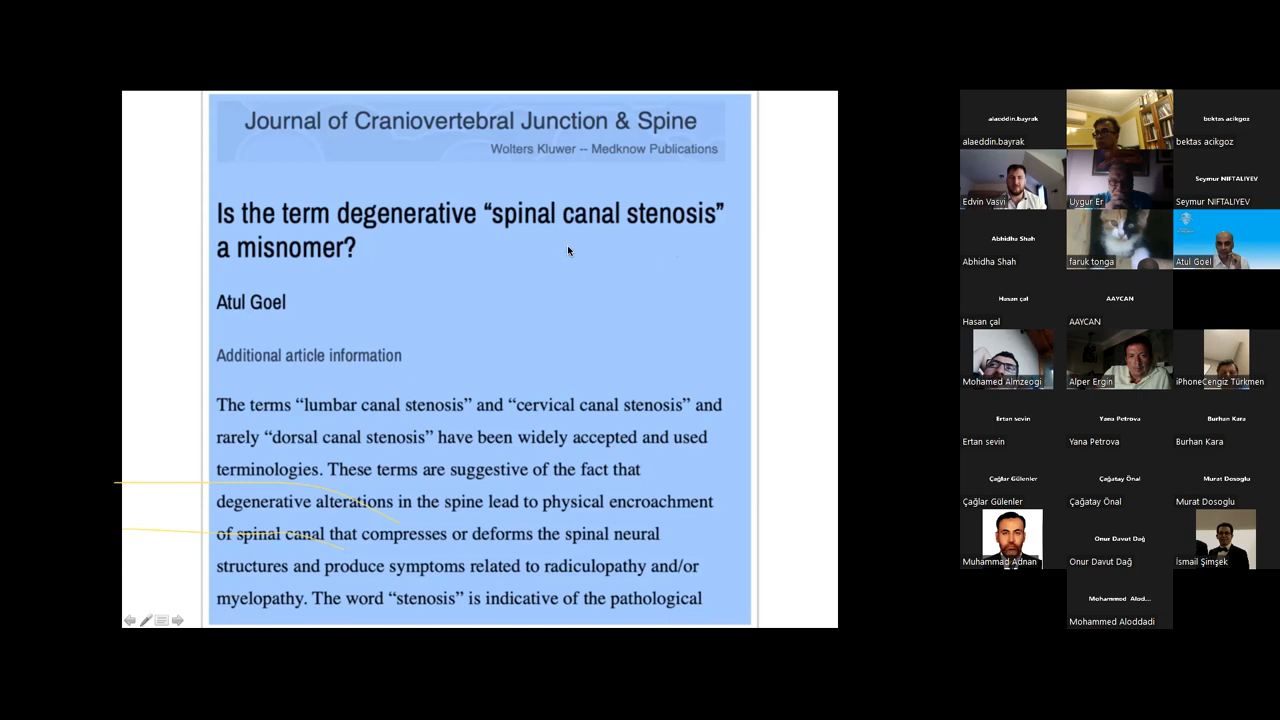 Journal of Craniovertebral Junction & Spine
Wolters Kluwer -- Medknow Publications
Is the term degenerative “spinal canal stenosis”
a misnomer?
Atul Goel
Additional article information
The terms “lumbar canal stenosis” and “cervical canal stenosis” and
rarely “dorsal canal stenosis” have been widely accepted and used
terminologies. These terms are suggestive of the fact that
degenerative alterations in the spine lead to physical encroachment
of spinal canal that compresses or deforms the spinal neural
structures and produce symptoms related to radiculopathy and/or
myelopathy. The word “stenosis” is indicative of the pathological
alaeddin.bayrak
alaeddin.bayrak
bektas acikgoz
bektas acikgoz
Edvin Vasvi
Uygur Er
Seymur NIFTALIYEV
Seymur NIFTALIYEV
Abhidha Shah
Abhidha Shah
faruk tonga
Atul Goel
Hasan çal
Hasan çal
AAYCAN
AAYCAN
Mohamed Almzeogi
Alper Ergin
iPhoneCengiz Türkmen
Ertan sevin
Ertan sevin
Yana Petrova
Yana Petrova
Burhan Kara
Burhan Kara
Çağlar Gülenler
Çağlar Gülenler
Çağatay Önal
Çağatay Önal
Murat Dosoglu
Murat Dosoglu
Muhammad Adnan
Onur Davut Dağ
Onur Davut Dağ
İsmail Şimşek
Mohammed Alod...
Mohammed Aloddadi